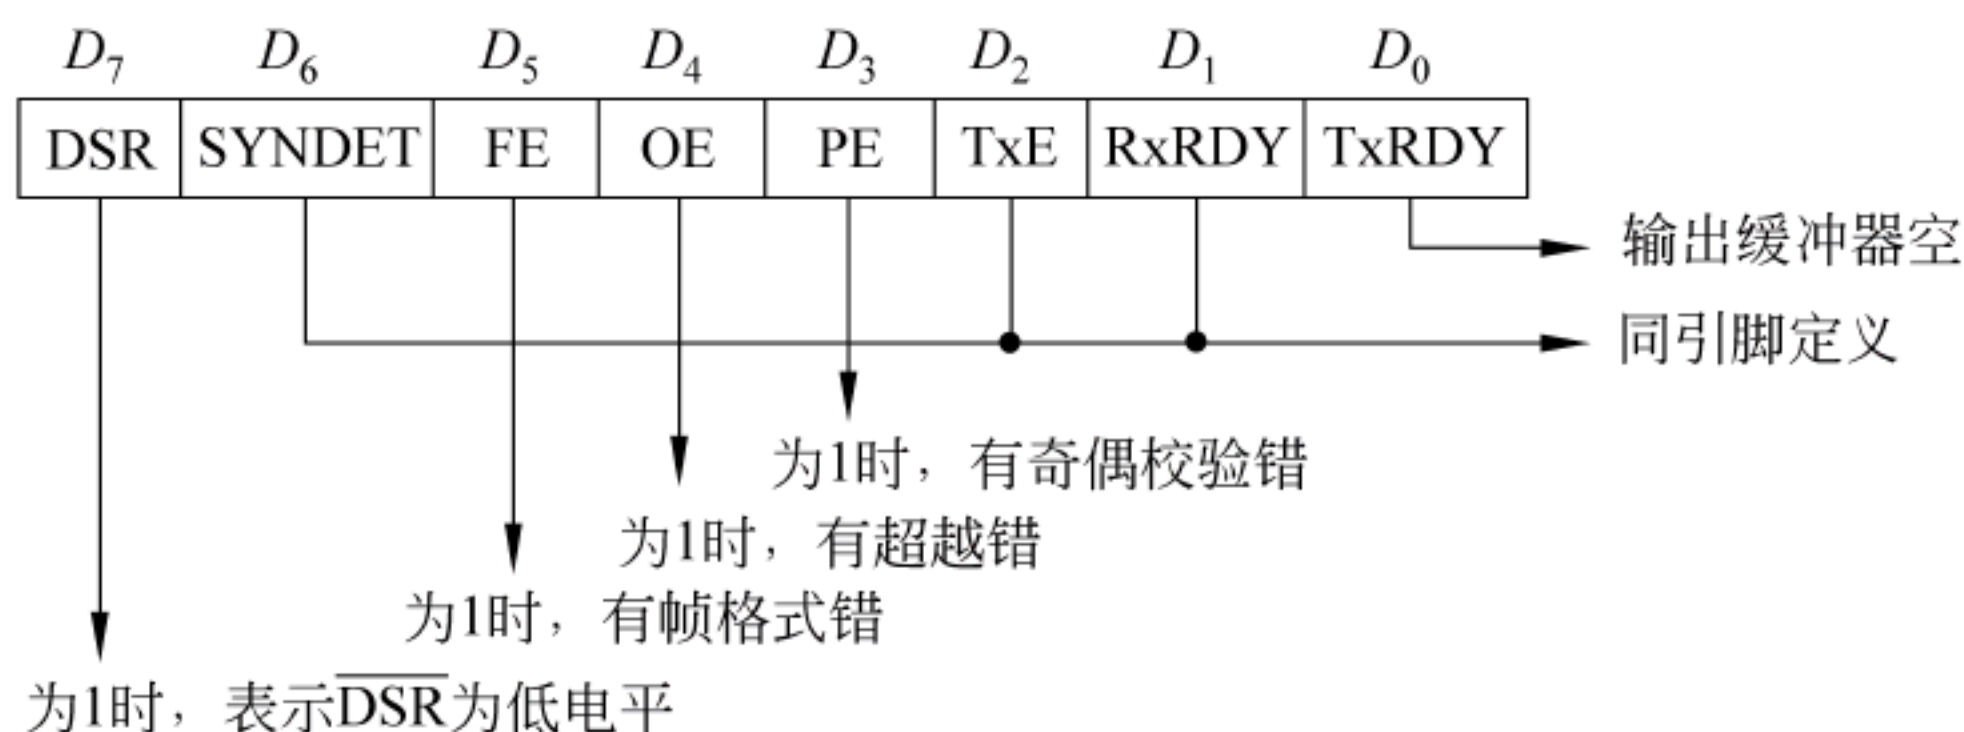 D7 D6 D5 D4 D3 D2 D1 D0
DSR SYNDET FE OE PE TxE RxRDY TxRDY
输出缓冲器空
同引脚定义
为1时，有奇偶校验错
为1时，有超越错
为1时，有帧格式错
为1时，表示D̅S̅R̅为低电平